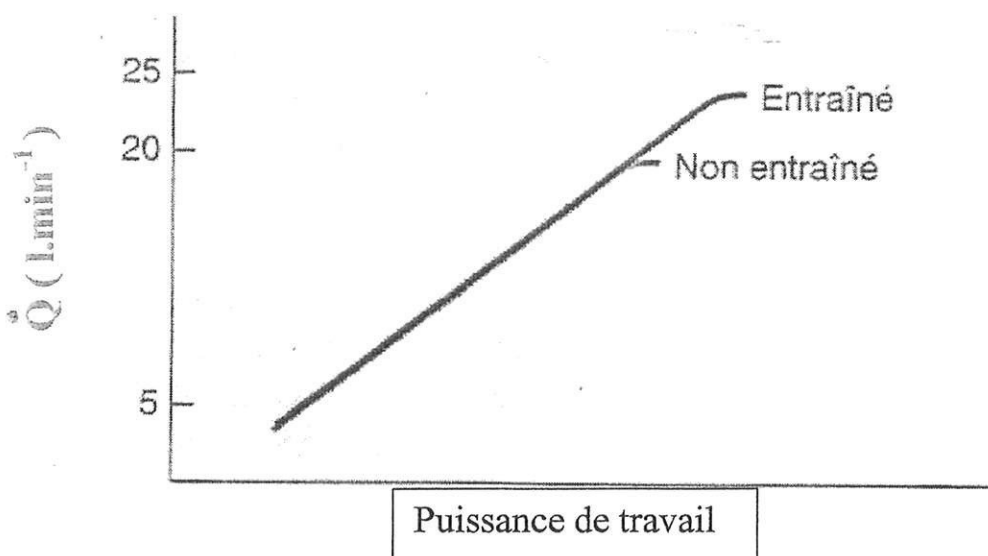 25
Entraîné
20
Non entraîné
Q̇ ( l.min⁻¹ )
5
Puissance de travail